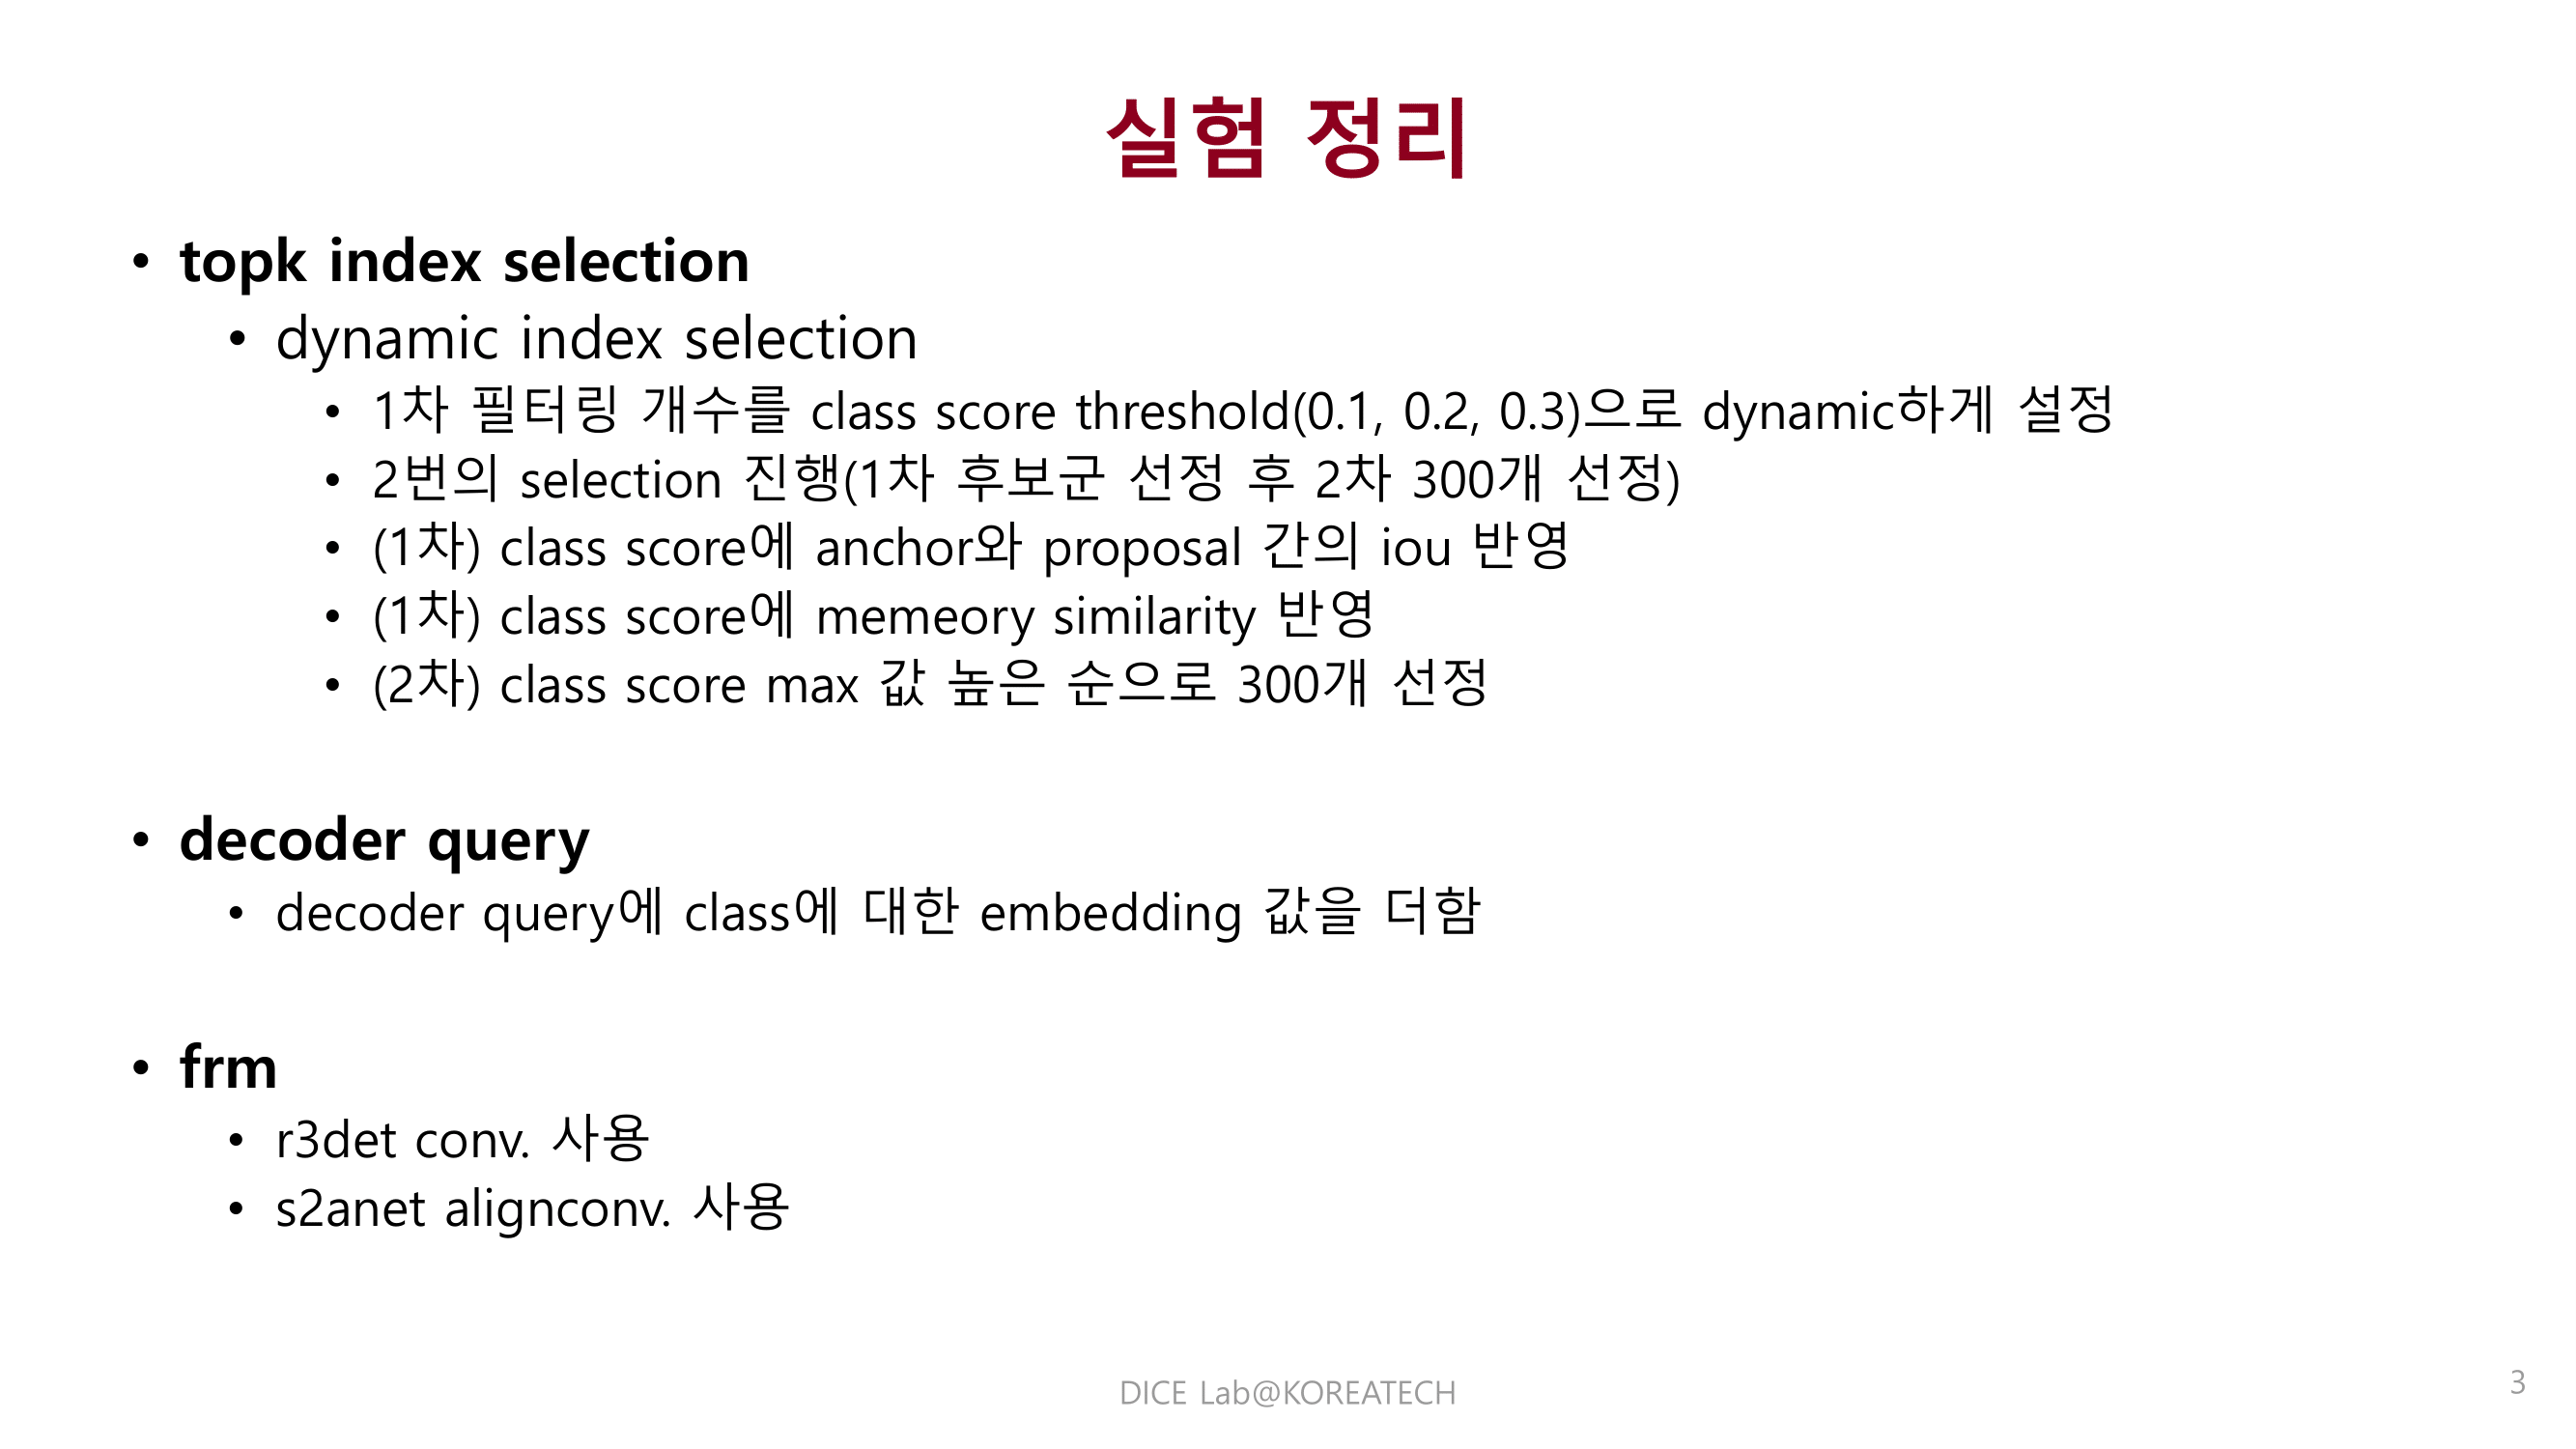 실험 정리
• topk index selection
• dynamic index selection
• 1차 필터링 개수를 class score threshold(0.1, 0.2, 0.3)으로 dynamic하게 설정
• 2번의 selection 진행(1차 후보군 선정 후 2차 300개 선정)
• (1차) class score에 anchor와 proposal 간의 iou 반영
• (1차) class score에 memeory similarity 반영
• (2차) class score max 값 높은 순으로 300개 선정
• decoder query
• decoder query에 class에 대한 embedding 값을 더함
• frm
• r3det conv. 사용
• s2anet alignconv. 사용
DICE Lab@KOREATECH
3